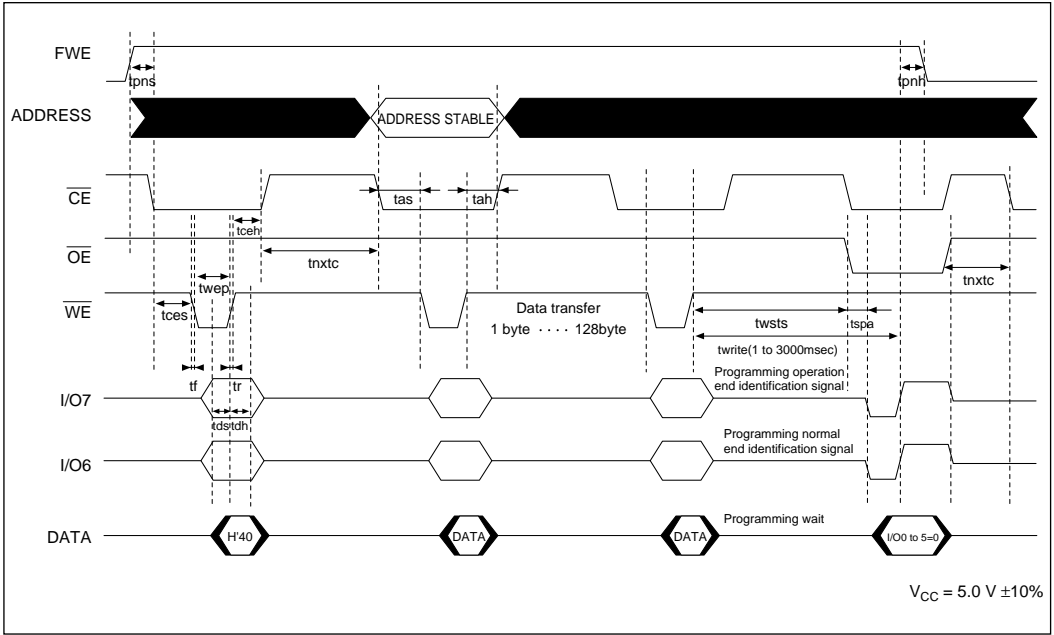 FWE
tpns
tpnh
ADDRESS
ADDRESS STABLE
CE
tas
tah
tceh
OE
tnxtc
tnxtc
twep
WE
tces
Data transfer
1 byte ···· 128byte
twsts
tspa
twrite(1 to 3000msec)
tf
tr
Programming operation
end identification signal
I/O7
tds
tdh
Programming normal
end identification signal
I/O6
DATA
H'40
DATA
DATA
Programming wait
I/O0 to 5=0
VCC = 5.0 V ±10%